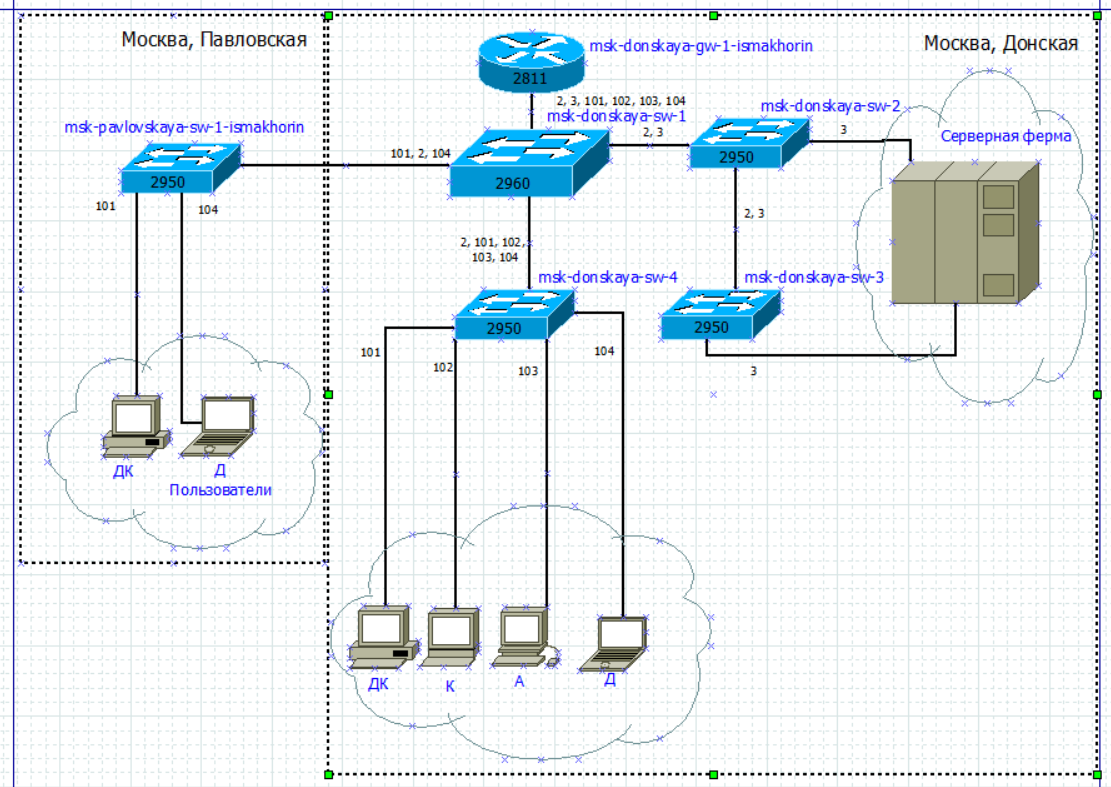 Москва, Павловская
Москва, Донская
msk-donskaya-gw-1-ismakhorin
2811
2, 3, 101, 102, 103, 104
msk-donskaya-sw-1
msk-donskaya-sw-2
msk-pavlovskaya-sw-1-ismakhorin
2, 3
3
Серверная ферма
101, 2, 104
2950
2960
2950
101
104
2, 3
2, 101, 102,
103, 104
msk-donskaya-sw-4
msk-donskaya-sw-3
2950
2950
101
102
103
104
3
ДК
Д
Пользователи
ДК
К
А
Д